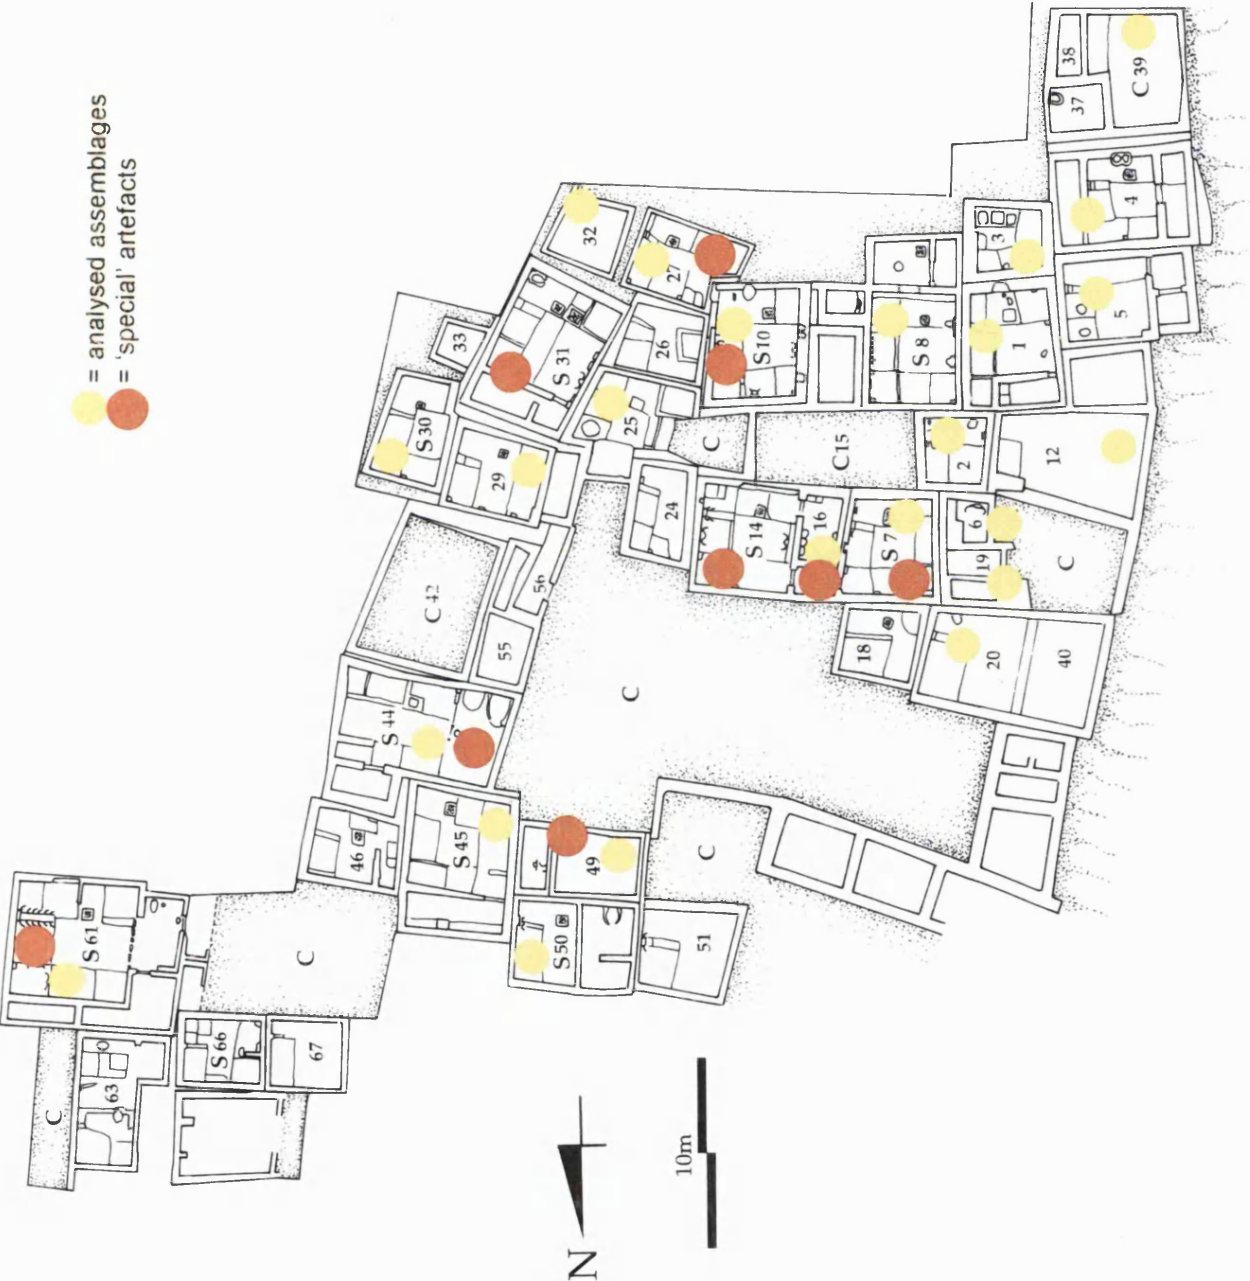 = analysed assemblages
= 'special' artefacts
38
37
C 39
4
3
5
1
32
27
33
S 31
26
S 10
S 8
S 30
29
25
C
C 15
2
12
24
S 14
16
S 7
6
19
C
C 42
56
55
18
20
40
C
S 44
46
S 45
49
C
S 50
51
S 61
C
S 66
67
63
C
N
10m